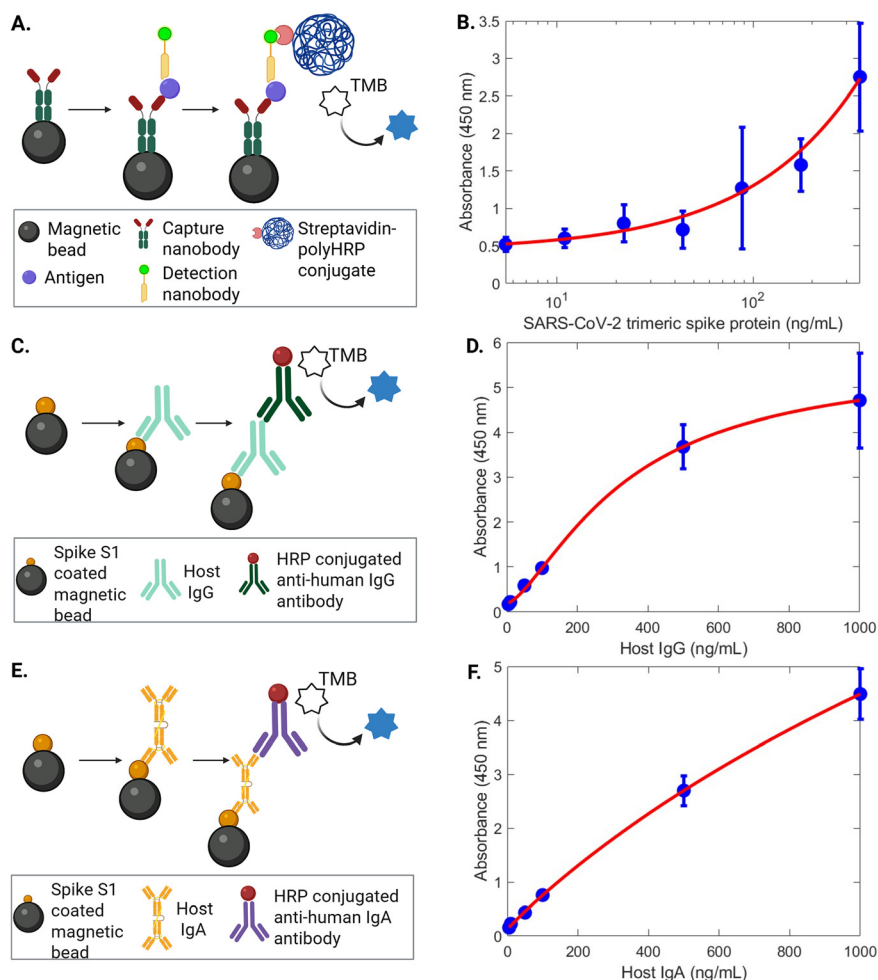 A.
TMB
Magnetic
bead
Capture
nanobody
Streptavidin-
polyHRP
conjugate
Antigen
Detection
nanobody
B.
3.5
3
2.5
2
1.5
1
0.5
0
Absorbance (450 nm)
10¹
10²
SARS-CoV-2 trimeric spike protein (ng/mL)
C.
TMB
Spike S1
coated
magnetic
bead
Host
IgG
HRP conjugated
anti-human IgG
antibody
D.
6
5
4
3
2
1
0
Absorbance (450 nm)
0
200
400
600
800
1000
Host IgG (ng/mL)
E.
TMB
Spike S1
coated
magnetic
bead
Host
IgA
HRP conjugated
anti-human IgA
antibody
F.
5
4
3
2
1
0
Absorbance (450 nm)
0
200
400
600
800
1000
Host IgA (ng/mL)